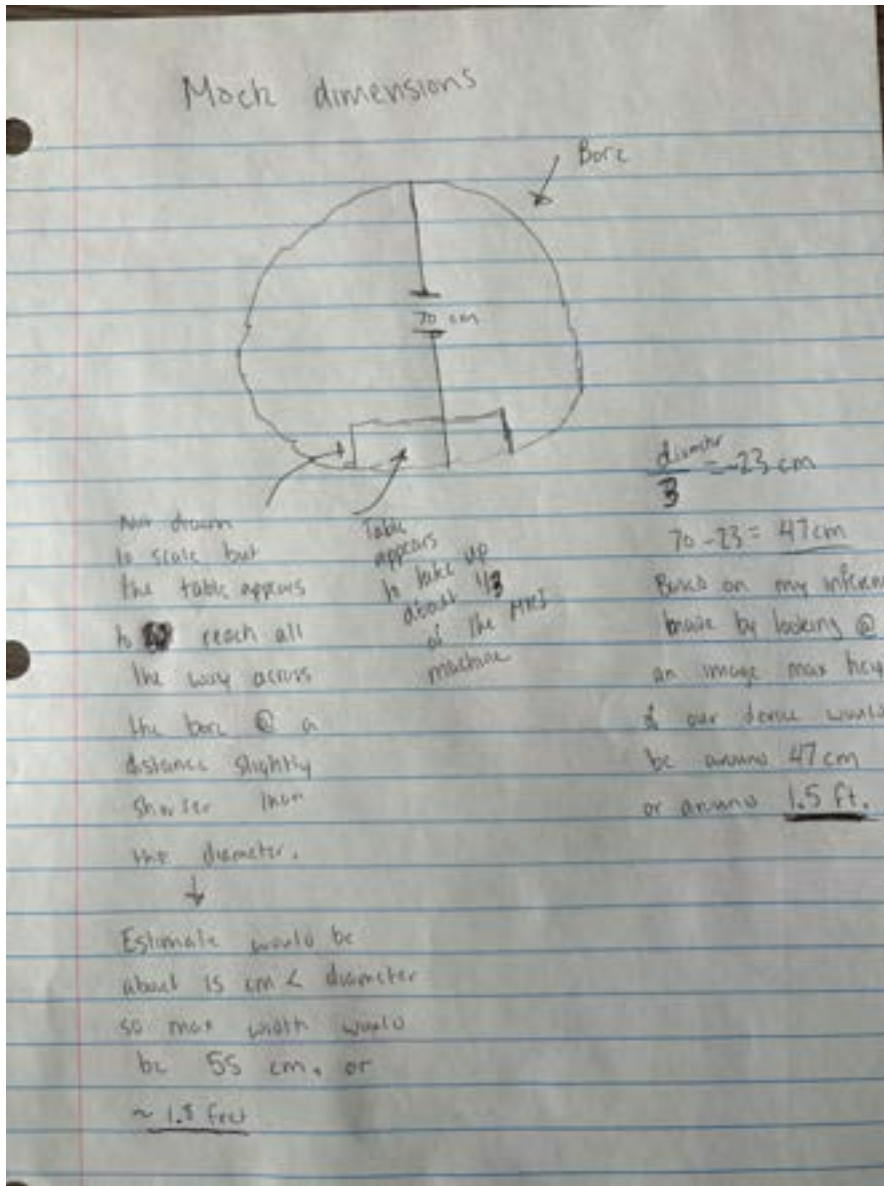 Mock dimensions
Bore
70 cm
diameter
3
= ~23 cm
70 - 23 = 47cm
Not drawn
to scale but
the table appears
to reach all
the way across
the bore @ a
distance slightly
shorter than
the diameter.
Estimate would be
about 15 cm < diameter
so max width would
be 55 cm, or
~ 1.8 feet
Table
appears
to take up
about 1/3
of the MRI
machine
Based on my
made by looking @
an image max
of our device would
be around 47 cm
or around 1.5 ft.